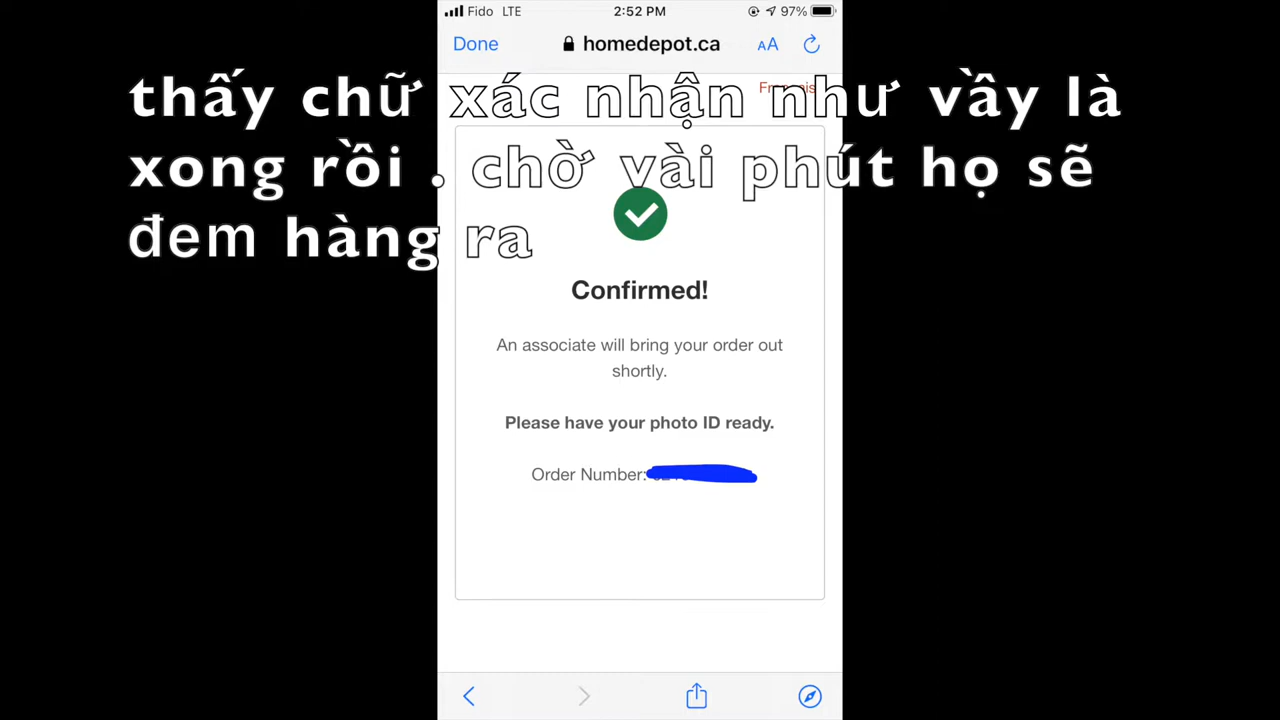 Fido LTE 2:52 PM 97%
Done homedepot.ca AA
Français
thấy chữ xác nhận như vầy là
xong rồi . chờ vài phút họ sẽ
đem hàng ra
Confirmed!
An associate will bring your order out
shortly.
Please have your photo ID ready.
Order Number: